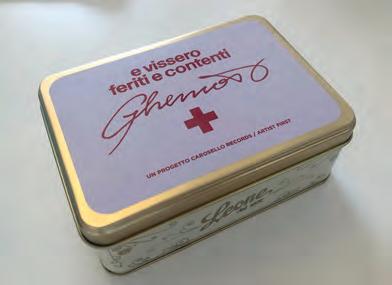 e vissero
feriti e contenti
Ghemon
UN PROGETTO CAROSELLO RECORDS / ARTIST FIRST
Leone